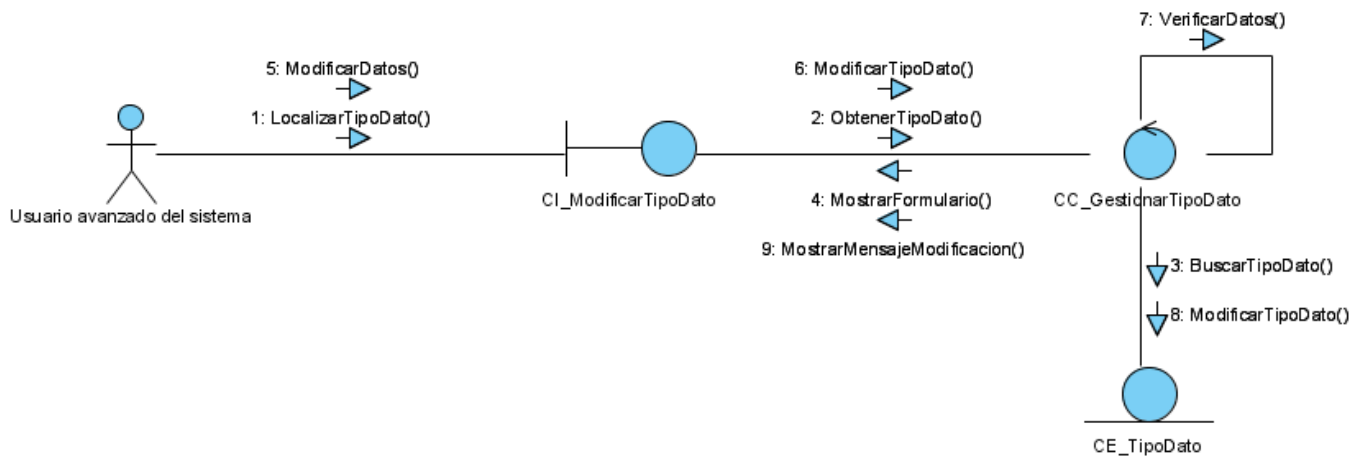 7: VerificarDatos()
5: ModificarDatos()
6: ModificarTipoDato()
1: LocalizarTipoDato()
2: ObtenerTipoDato()
Usuario avanzado del sistema
CI_ModificarTipoDato
4: MostrarFormulario()
CC_GestionarTipoDato
9: MostrarMensajeModificacion()
3: BuscarTipoDato()
8: ModificarTipoDato()
CE_TipoDato